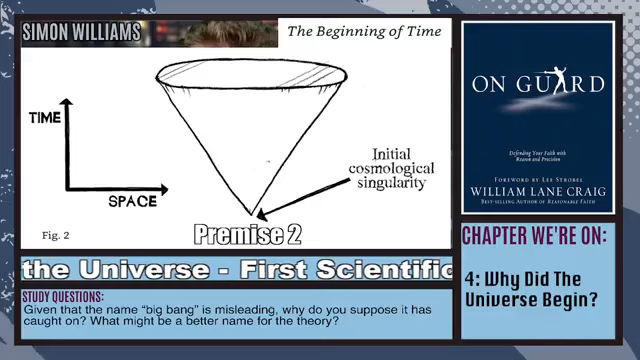 SIMON WILLIAMS
The Beginning of Time
TIME
SPACE
Initial
cosmological
singularity
Fig. 2
Premise 2
the Universe - First Scientific
STUDY QUESTIONS:
Given that the name “big bang” is misleading, why do you suppose it has
caught on? What might be a better name for the theory?
ON GUARD
Defending Your Faith with
Reason and Precision
FOREWORD BY LEE STROBEL
WILLIAM LANE CRAIG
BEST-SELLING AUTHOR OF REASONABLE FAITH
CHAPTER WE'RE ON:
4: Why Did The
Universe Begin?